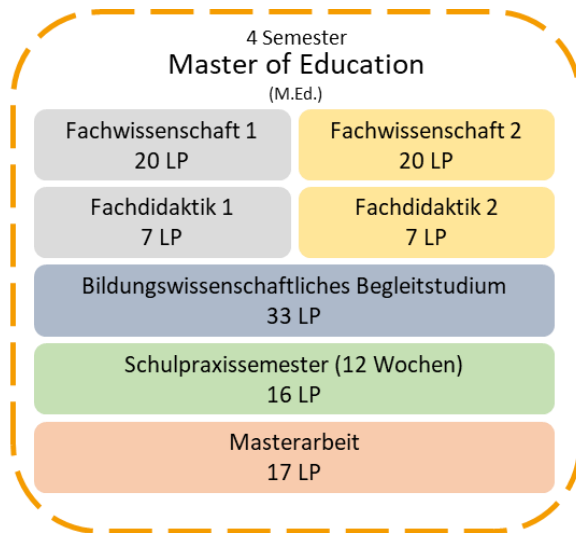 4 Semester
Master of Education
(M.Ed.)
Fachwissenschaft 1
20 LP
Fachwissenschaft 2
20 LP
Fachdidaktik 1
7 LP
Fachdidaktik 2
7 LP
Bildungswissenschaftliches Begleitstudium
33 LP
Schulpraxissemester (12 Wochen)
16 LP
Masterarbeit
17 LP